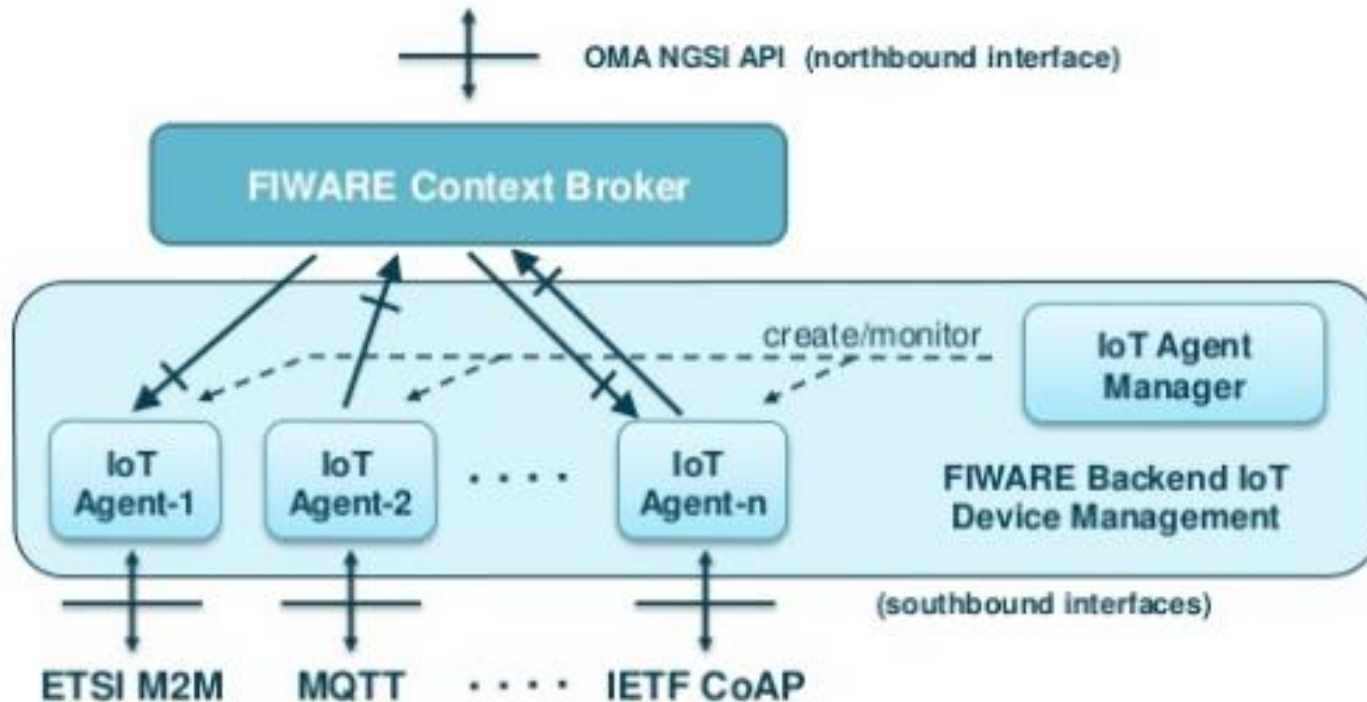 OMA NGSI API (northbound interface)
FIWARE Context Broker
create/monitor
IoT Agent
Manager
IoT
Agent-1
IoT
Agent-2
. . . .
IoT
Agent-n
FIWARE Backend IoT
Device Management
(southbound interfaces)
ETSI M2M
MQTT
. . . .
IETF CoAP